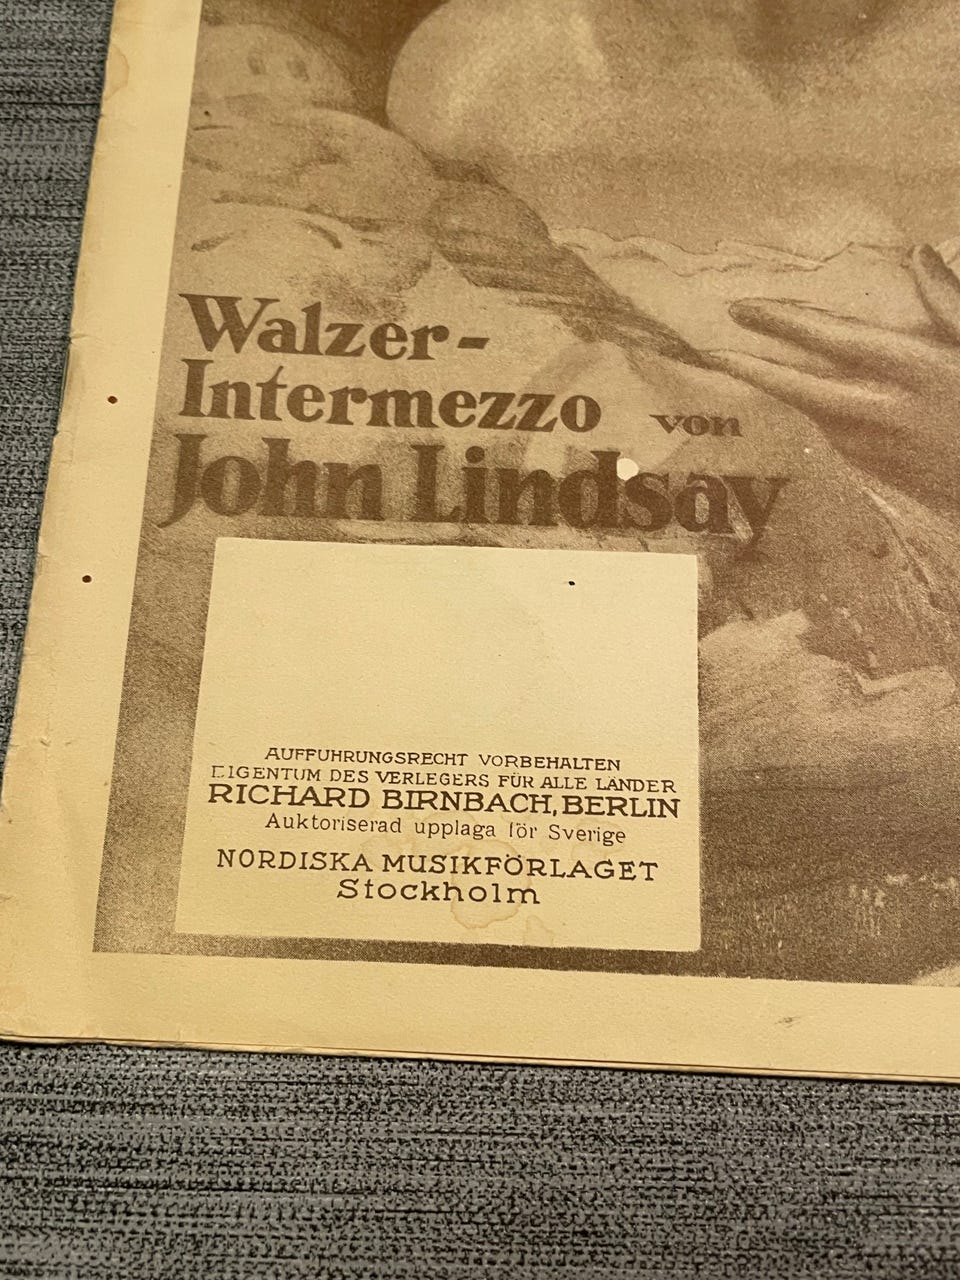 Walzer-
Intermezzo von
John Lindsay
AUFFUHRUNGSRECHT VORBEHALTEN
EIGENTUM DES VERLEGERS FÜR ALLE LÄNDER
RICHARD BIRNBACH, BERLIN
Auktoriserad upplaga för Sverige
NORDISKA MUSIKFÖRLAGET
Stockholm